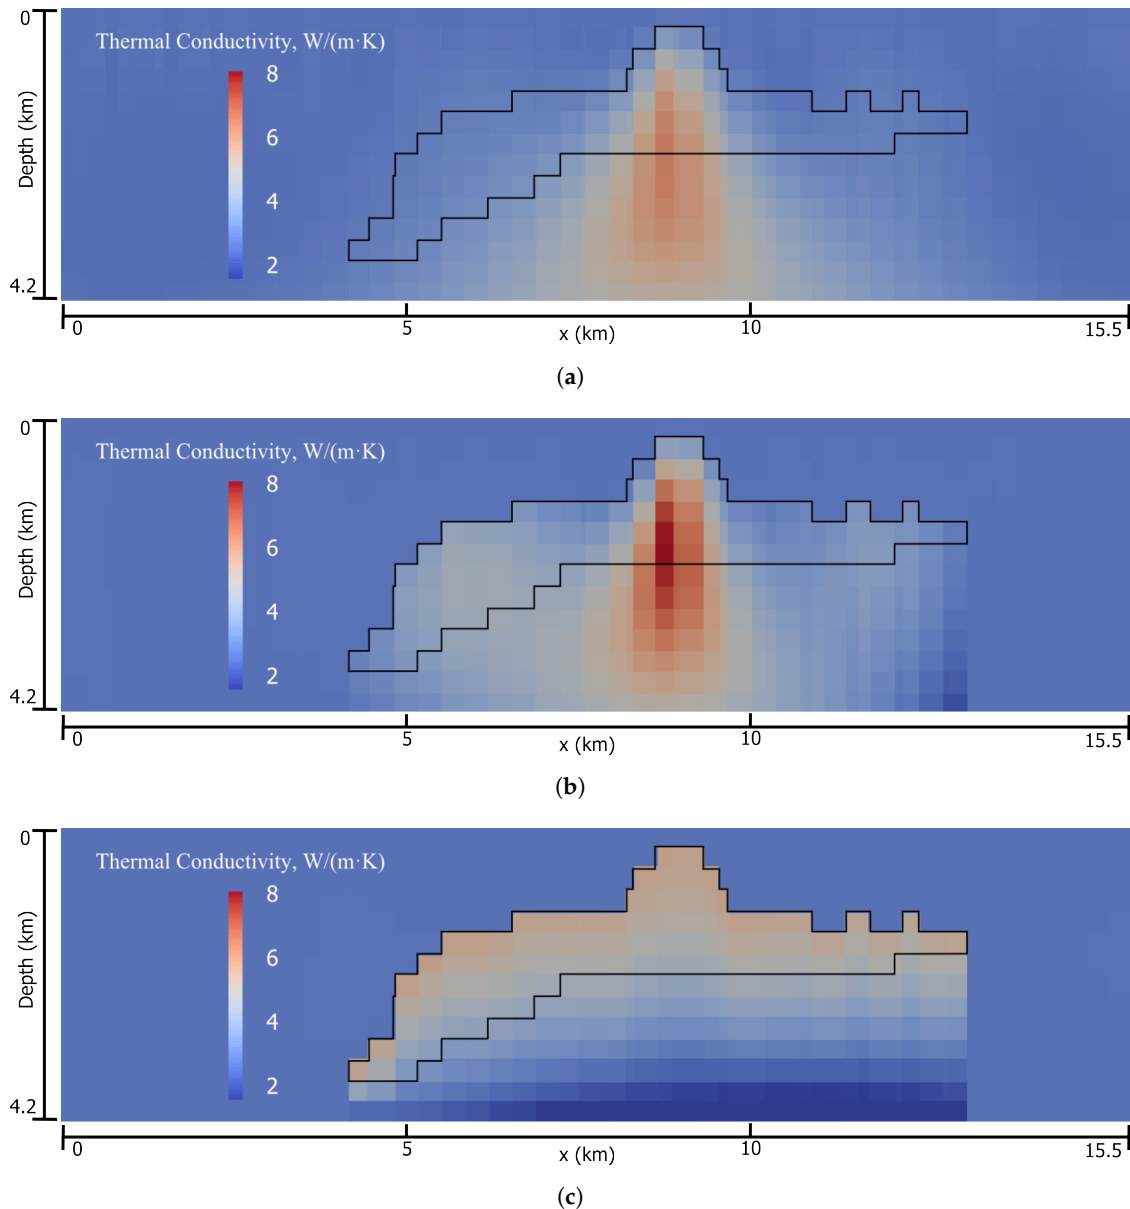 0
Thermal Conductivity, W/(m·K)
8
6
4
2
Depth (km)
4.2
0
5
10
15.5
x (km)
(a)
0
Thermal Conductivity, W/(m·K)
8
6
4
2
Depth (km)
4.2
0
5
10
15.5
x (km)
(b)
0
Thermal Conductivity, W/(m·K)
8
6
4
2
Depth (km)
4.2
0
5
10
15.5
x (km)
(c)